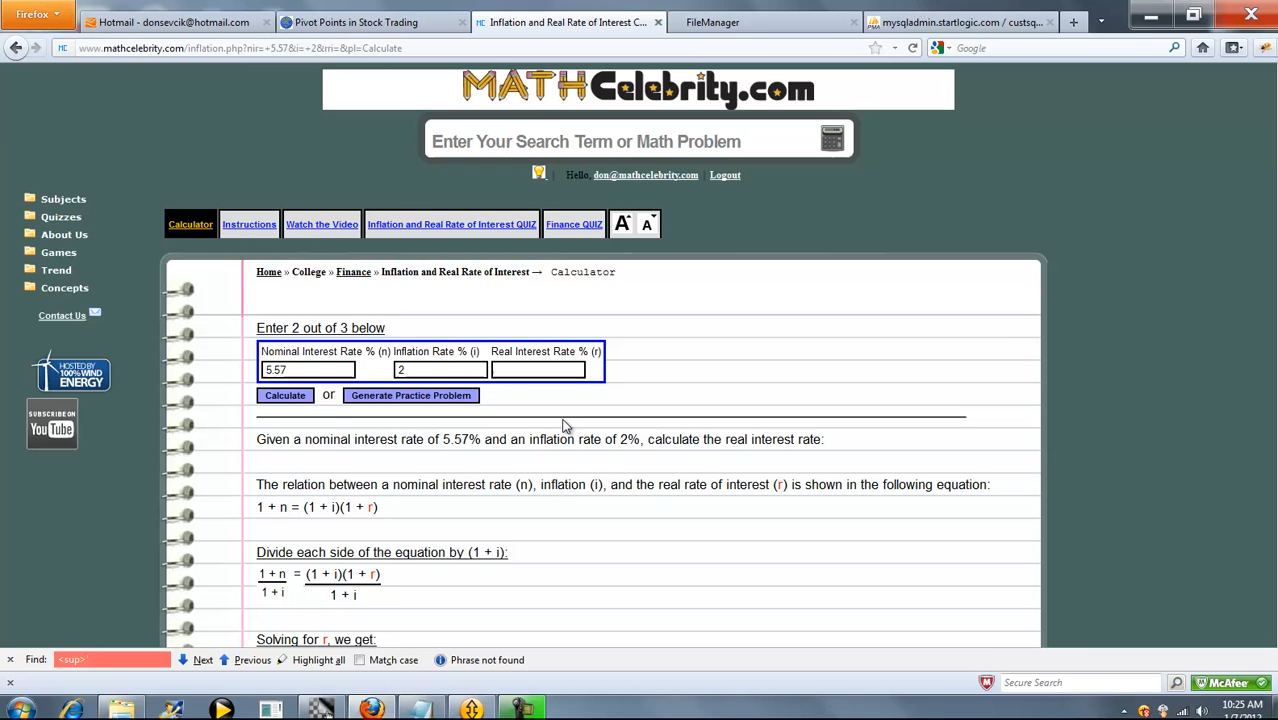 Firefox
Hotmail - donsevcik@hotmail.com
Pivot Points in Stock Trading
Inflation and Real Rate of Interest C...
FileManager
mysqladmin.startlogic.com / custsq...
www.mathcelebrity.com/inflation.php?nir=+5.57&i=+2&rri=&pl=Calculate
Google
MATHCelebrity.com
Enter Your Search Term or Math Problem
Hello, don@mathcelebrity.com | Logout
Subjects
Quizzes
About Us
Games
Trend
Concepts
Contact Us
HOSTED BY
100% WIND
ENERGY
SUBSCRIBE ON
YouTube
Calculator
Instructions
Watch the Video
Inflation and Real Rate of Interest QUIZ
Finance QUIZ
A A
Home » College » Finance » Inflation and Real Rate of Interest → Calculator
Enter 2 out of 3 below
Nominal Interest Rate % (n) Inflation Rate % (i) Real Interest Rate % (r)
5.57 2
Calculate or Generate Practice Problem
Given a nominal interest rate of 5.57% and an inflation rate of 2%, calculate the real interest rate:
The relation between a nominal interest rate (n), inflation (i), and the real rate of interest (r) is shown in the following equation:
1 + n = (1 + i)(1 + r)
Divide each side of the equation by (1 + i):
1 + n = (1 + i)(1 + r)
1 + i 1 + i
Solving for r, we get:
Find: <sup>' Next Previous Highlight all Match case Phrase not found
Secure Search
McAfee
10:25 AM
1/7/2012